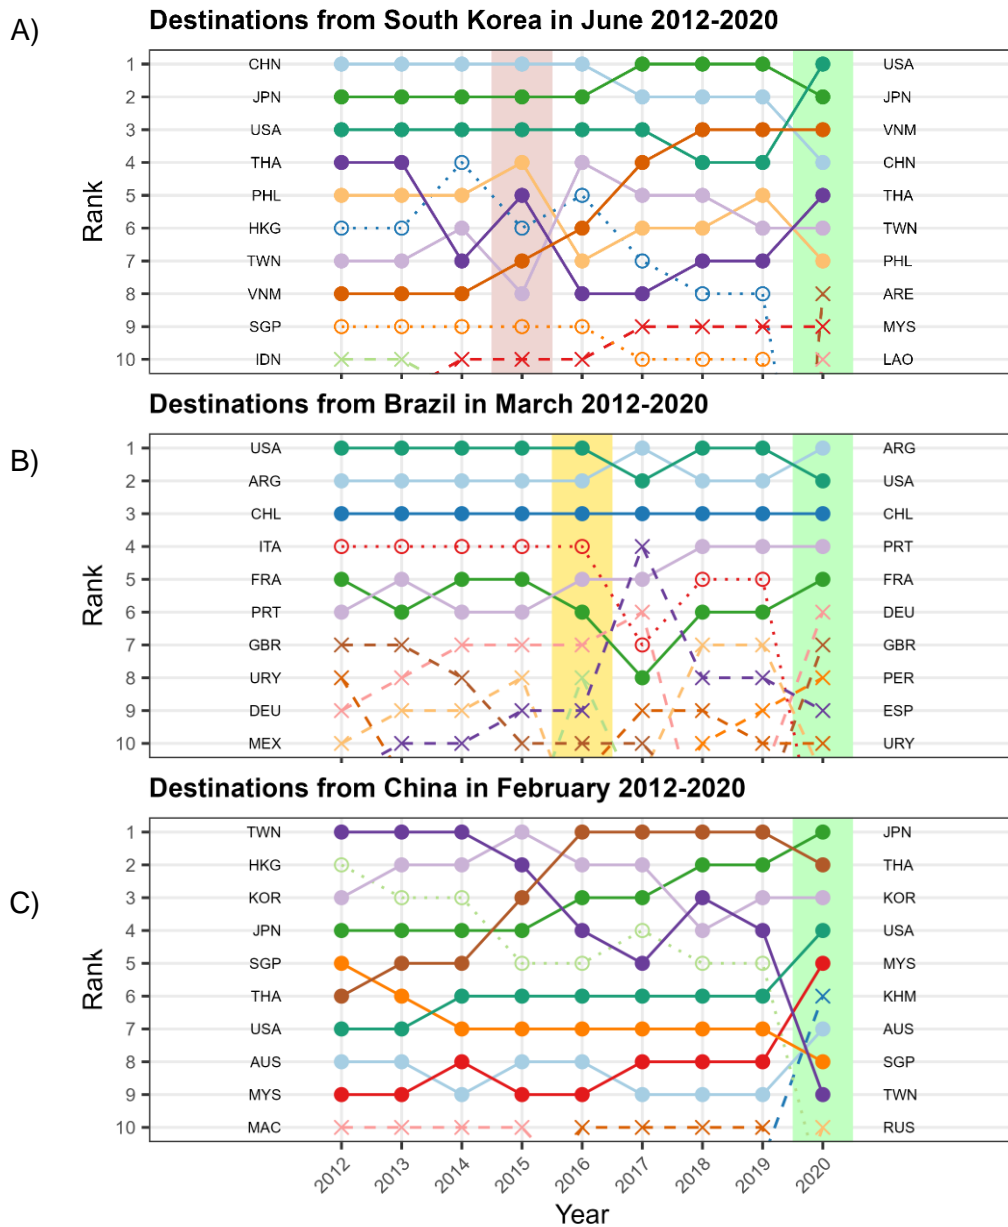 A)
Destinations from South Korea in June 2012-2020
1 CHN USA
2 JPN JPN
3 USA VNM
4 THA CHN
5 PHL THA
6 HKG TWN
7 TWN PHL
8 VNM ARE
9 SGP MYS
10 IDN LAO
Rank
B)
Destinations from Brazil in March 2012-2020
1 USA ARG
2 ARG USA
3 CHL CHL
4 ITA PRT
5 FRA FRA
6 PRT DEU
7 GBR GBR
8 URY PER
9 DEU ESP
10 MEX URY
Rank
C)
Destinations from China in February 2012-2020
1 TWN JPN
2 HKG THA
3 KOR KOR
4 JPN USA
5 SGP MYS
6 THA KHM
7 USA AUS
8 AUS SGP
9 MYS TWN
10 MAC RUS
Rank
2012 2013 2014 2015 2016 2017 2018 2019 2020
Year